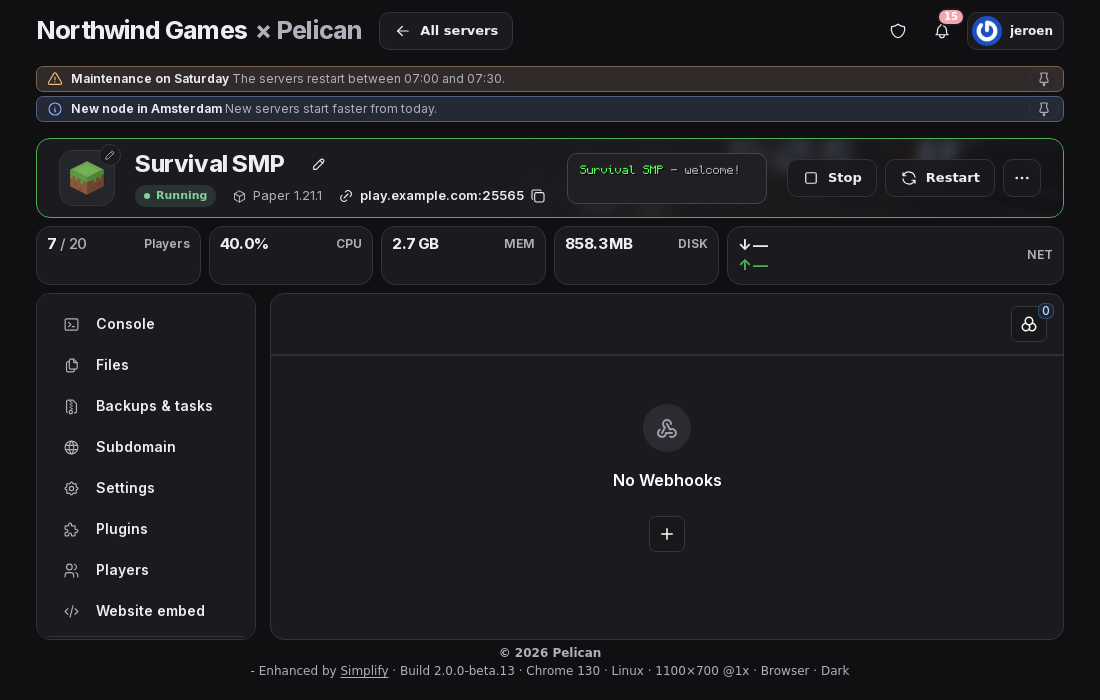 Northwind Games × Pelican
All servers
15
jeroen
Maintenance on Saturday The servers restart between 07:00 and 07:30.
New node in Amsterdam New servers start faster from today.
Survival SMP
Running
Paper 1.21.1
play.example.com:25565
Survival SMP — welcome!
Stop
Restart
7 / 20 Players
40.0% CPU
2.7 GB MEM
858.3 MB DISK
↓—
↑—
NET
Console
Files
Backups & tasks
Subdomain
Settings
Plugins
Players
Website embed
0
No Webhooks
© 2026 Pelican
- Enhanced by Simplify · Build 2.0.0-beta.13 · Chrome 130 · Linux · 1100×700 @1x · Browser · Dark